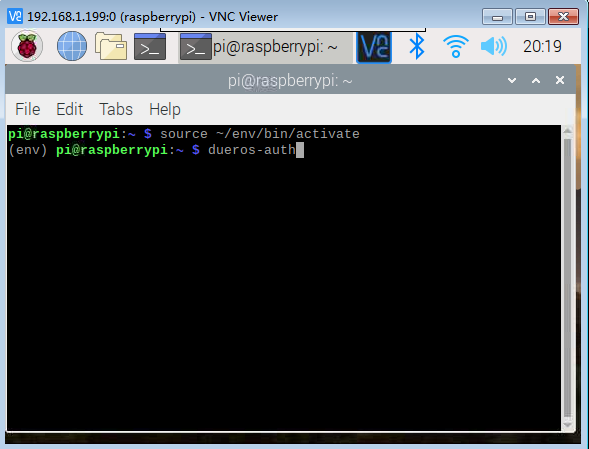 192.168.1.199:0 (raspberrypi) - VNC Viewer
pi@raspberrypi: ~
20:19
pi@raspberrypi: ~
File Edit Tabs Help
pi@raspberrypi:~ $ source ~/env/bin/activate
(env) pi@raspberrypi:~ $ dueros-auth